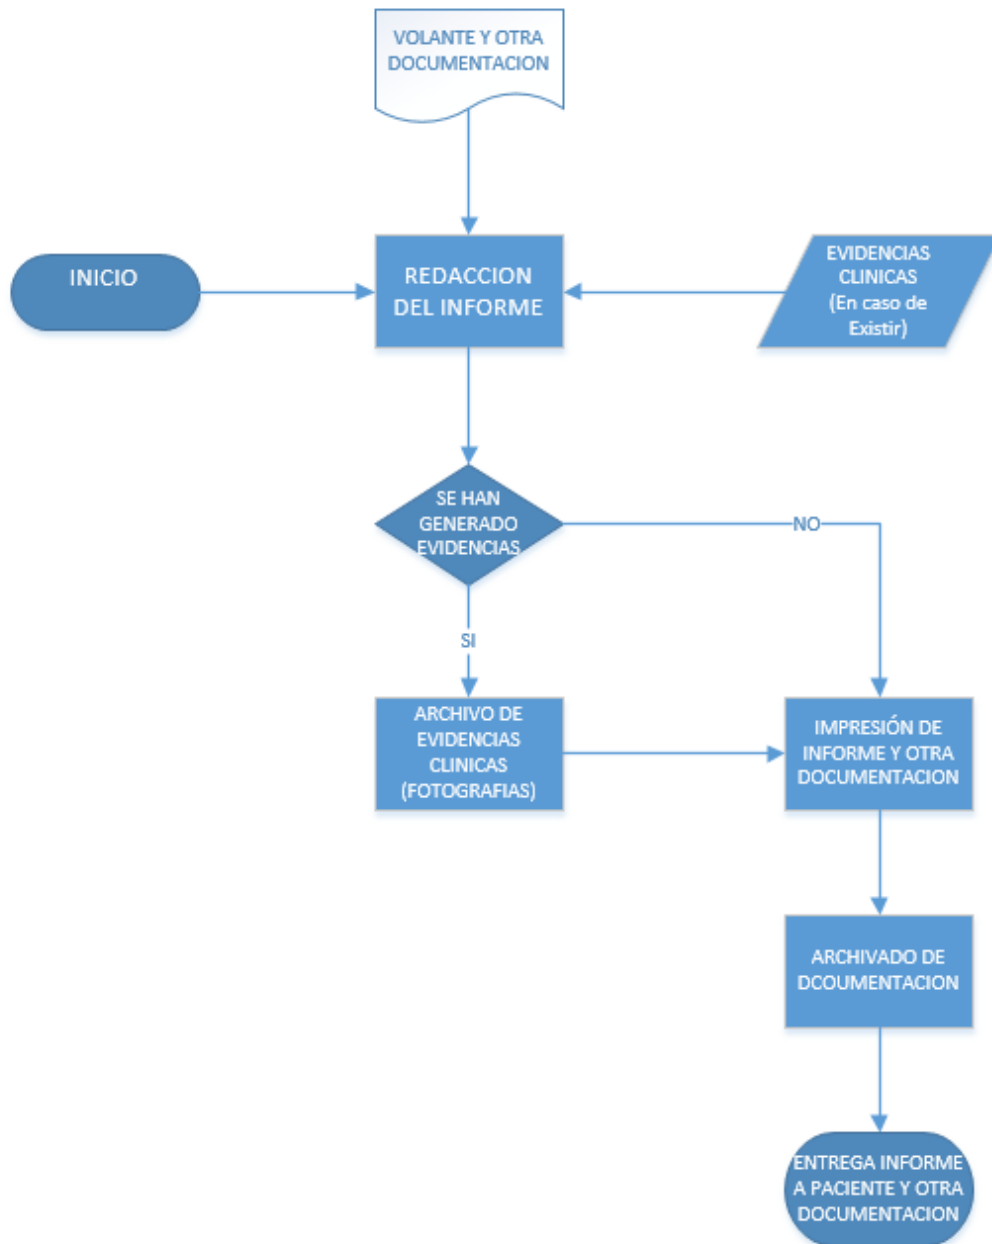 VOLANTE Y OTRA
DOCUMENTACION
INICIO
REDACCION
DEL INFORME
EVIDENCIAS
CLINICAS
(En caso de
Existir)
SE HAN
GENERADO
EVIDENCIAS
NO
SI
ARCHIVO DE
EVIDENCIAS
CLINICAS
(FOTOGRAFIAS)
IMPRESIÓN DE
INFORME Y OTRA
DOCUMENTACION
ARCHIVADO DE
DCOUMENTACION
ENTREGA INFORME
A PACIENTE Y OTRA
DOCUMENTACION